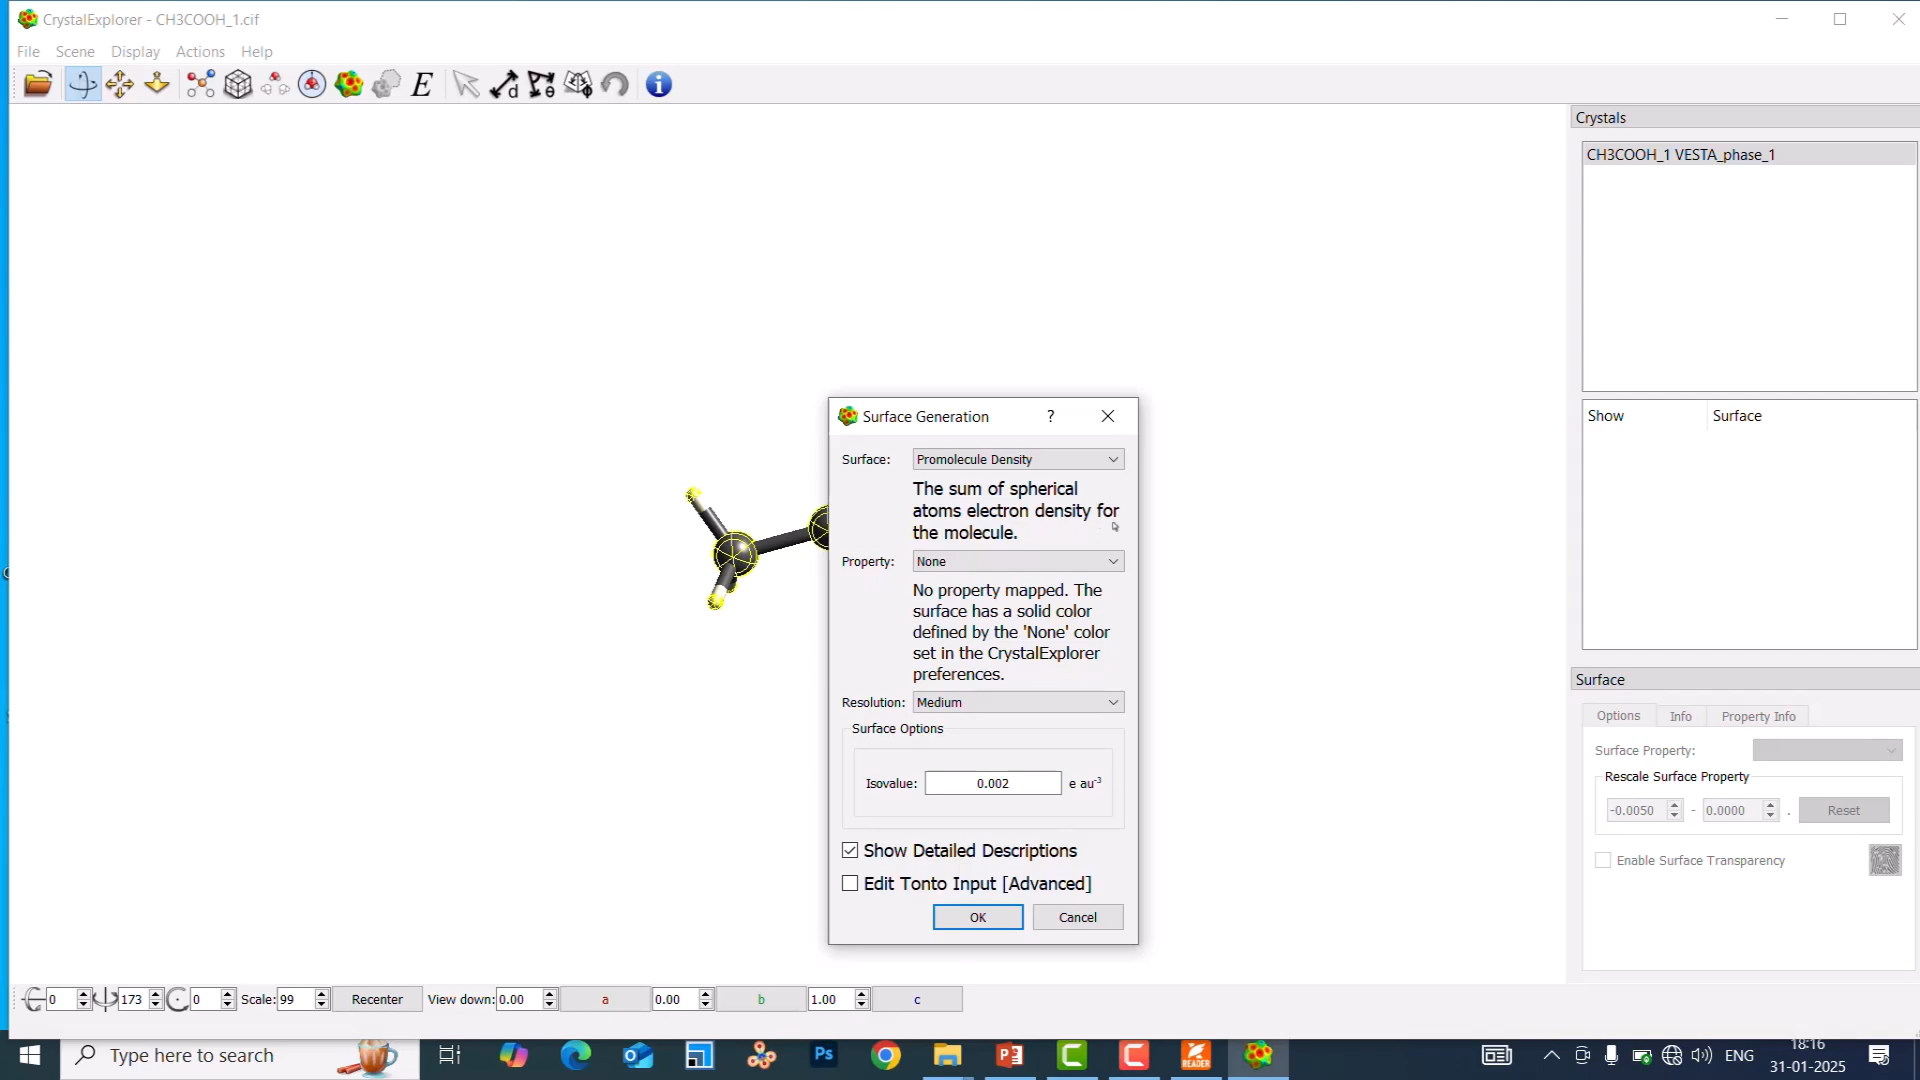 CrystalExplorer - CH3COOH_1.cif
File Scene Display Actions Help
E d θ φ i
Crystals
CH3COOH_1 VESTA_phase_1
Show Surface
Surface Generation ?
Surface: Promolecule Density
The sum of spherical
atoms electron density for
the molecule.
Property: None
No property mapped. The
surface has a solid color
defined by the 'None' color
set in the CrystalExplorer
preferences.
Resolution: Medium
Surface Options
Isovalue: 0.002 e au-3
Show Detailed Descriptions
Edit Tonto Input [Advanced]
OK Cancel
Surface
Options Info Property Info
Surface Property:
Rescale Surface Property
-0.0050 - 0.0000 . Reset
Enable Surface Transparency
0 173 0 Scale: 99 Recenter View down: 0.00 a 0.00 b 1.00 c
Type here to search
Ps
READER
ENG
18:16
31-01-2025